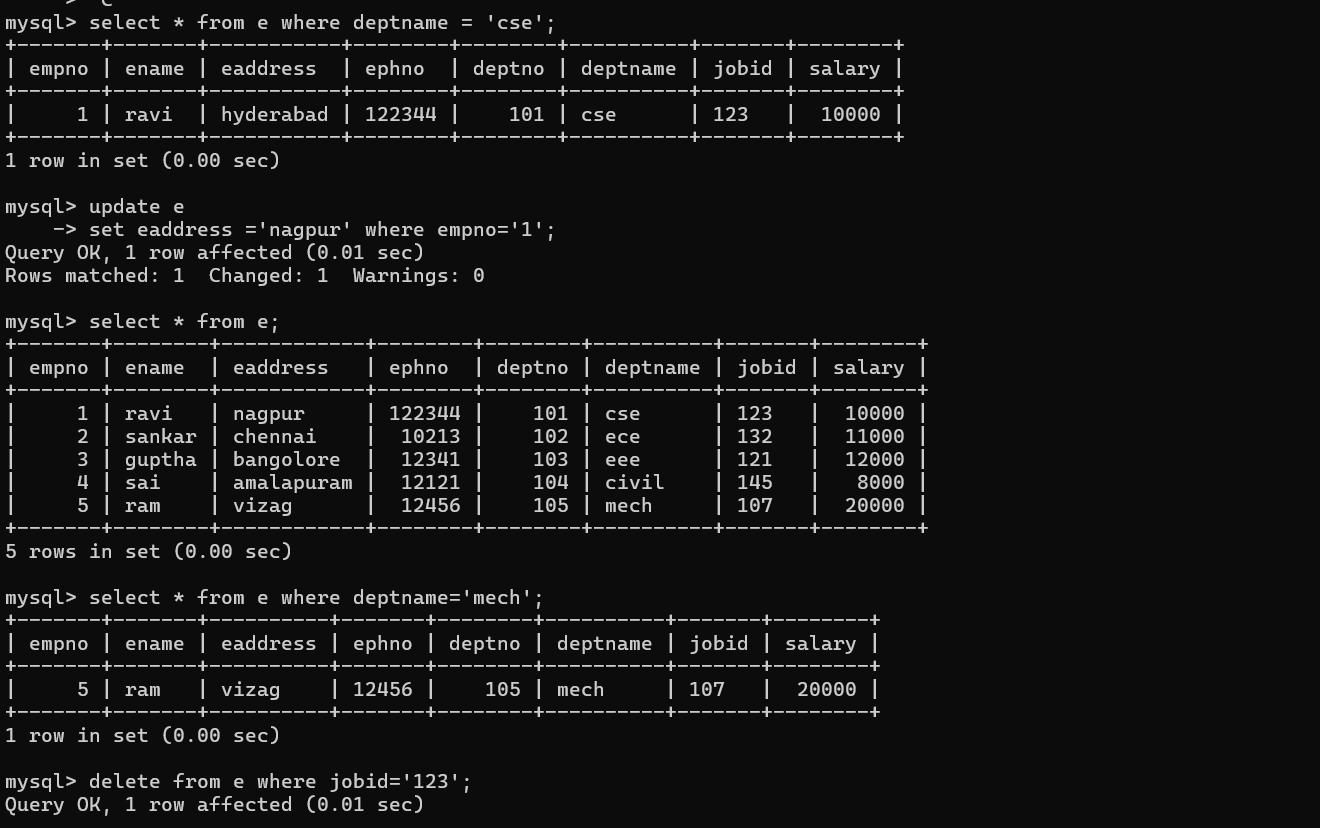 mysql> select * from e where deptname = 'cse';
+-------+-------+-----------+--------+--------+----------+-------+--------+
| empno | ename | eaddress  | ephno  | deptno | deptname | jobid | salary |
+-------+-------+-----------+--------+--------+----------+-------+--------+
|     1 | ravi  | hyderabad | 122344 |    101 | cse      | 123   |  10000 |
+-------+-------+-----------+--------+--------+----------+-------+--------+
1 row in set (0.00 sec)

mysql> update e
    -> set eaddress ='nagpur' where empno='1';
Query OK, 1 row affected (0.01 sec)
Rows matched: 1  Changed: 1  Warnings: 0

mysql> select * from e;
+-------+--------+------------+--------+--------+----------+-------+--------+
| empno | ename  | eaddress   | ephno  | deptno | deptname | jobid | salary |
+-------+--------+------------+--------+--------+----------+-------+--------+
|     1 | ravi   | nagpur     | 122344 |    101 | cse      | 123   |  10000 |
|     2 | sankar | chennai    |  10213 |    102 | ece      | 132   |  11000 |
|     3 | guptha | bangolore  |  12341 |    103 | eee      | 121   |  12000 |
|     4 | sai    | amalapuram |  12121 |    104 | civil    | 145   |   8000 |
|     5 | ram    | vizag      |  12456 |    105 | mech     | 107   |  20000 |
+-------+--------+------------+--------+--------+----------+-------+--------+
5 rows in set (0.00 sec)

mysql> select * from e where deptname='mech';
+-------+-------+----------+-------+--------+----------+-------+--------+
| empno | ename | eaddress | ephno | deptno | deptname | jobid | salary |
+-------+-------+----------+-------+--------+----------+-------+--------+
|     5 | ram   | vizag    | 12456 |    105 | mech     | 107   |  20000 |
+-------+-------+----------+-------+--------+----------+-------+--------+
1 row in set (0.00 sec)

mysql> delete from e where jobid='123';
Query OK, 1 row affected (0.01 sec)